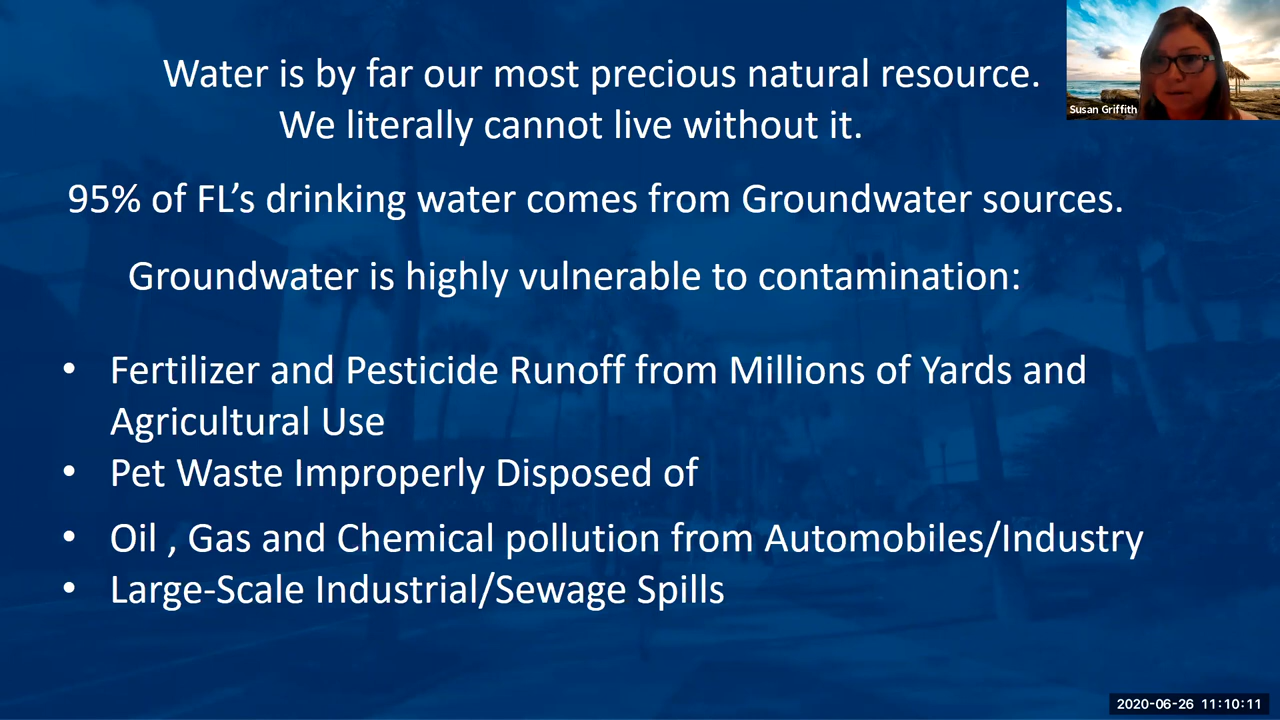 Water is by far our most precious natural resource.
We literally cannot live without it.
Susan Griffith
95% of FL’s drinking water comes from Groundwater sources.
Groundwater is highly vulnerable to contamination:
• Fertilizer and Pesticide Runoff from Millions of Yards and
Agricultural Use
• Pet Waste Improperly Disposed of
• Oil , Gas and Chemical pollution from Automobiles/Industry
• Large-Scale Industrial/Sewage Spills
2020-06-26 11:10:11